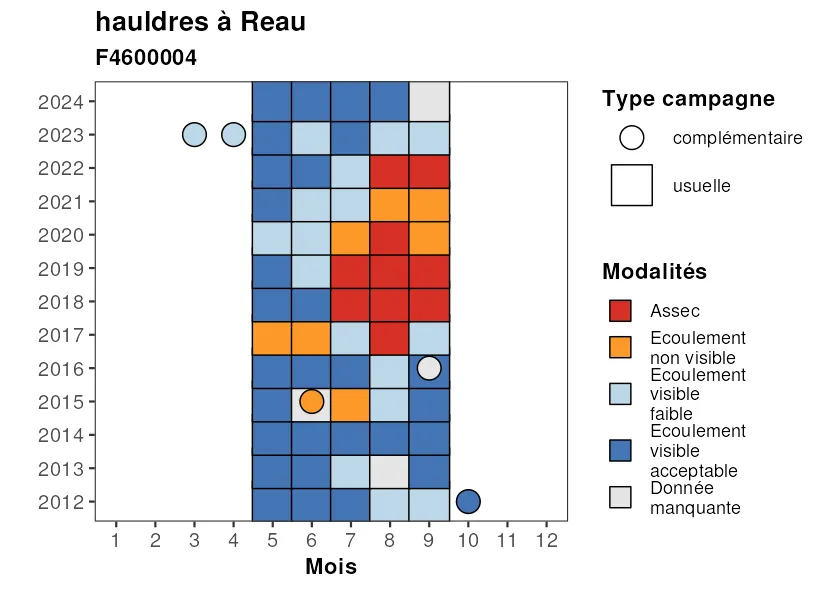 hauldres à Reau
F4600004
2024
2023
2022
2021
2020
2019
2018
2017
2016
2015
2014
2013
2012
1 2 3 4 5 6 7 8 9 10 11 12
Mois
Type campagne
complémentaire
usuelle
Modalités
Assec
Ecoulement
non visible
Ecoulement
visible
faible
Ecoulement
visible
acceptable
Donnée
manquante